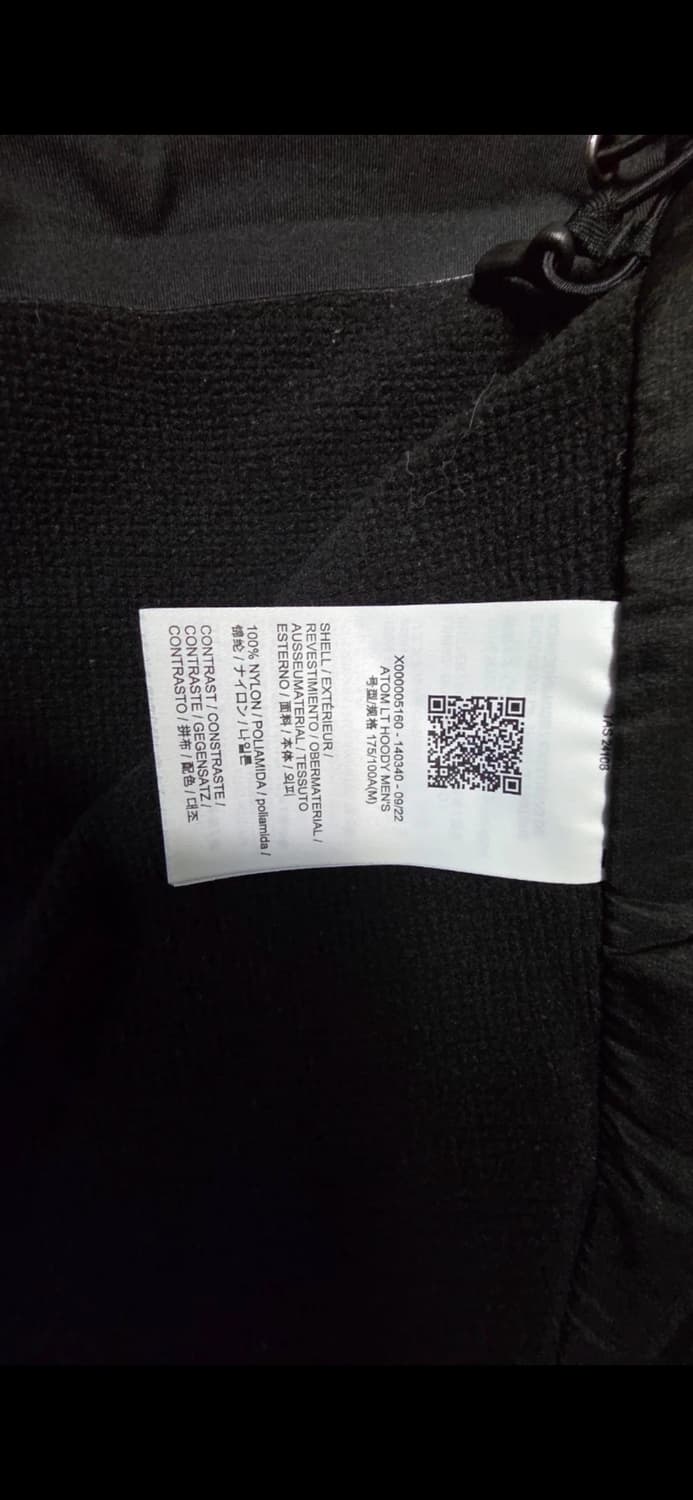 X000005160 - 140340 - 09/22
ATOM LT HOODY MEN'S
号型/规格 175/100A(M)
SHELL / EXTÉRIEUR /
REVESTIMIENTO / OBERMATERIAL /
AUSSEUMATERIAL / TESSUTO
ESTERNO / 面料 / 本体 / 외피
100% NYLON / POLIAMIDA / poliamida /
锦纶 / ナイロン / 나일론
CONTRAST / CONSTRASTE /
CONTRASTE / GEGENSATZ /
CONTRASTO / 拼布 / 配色 / 대조